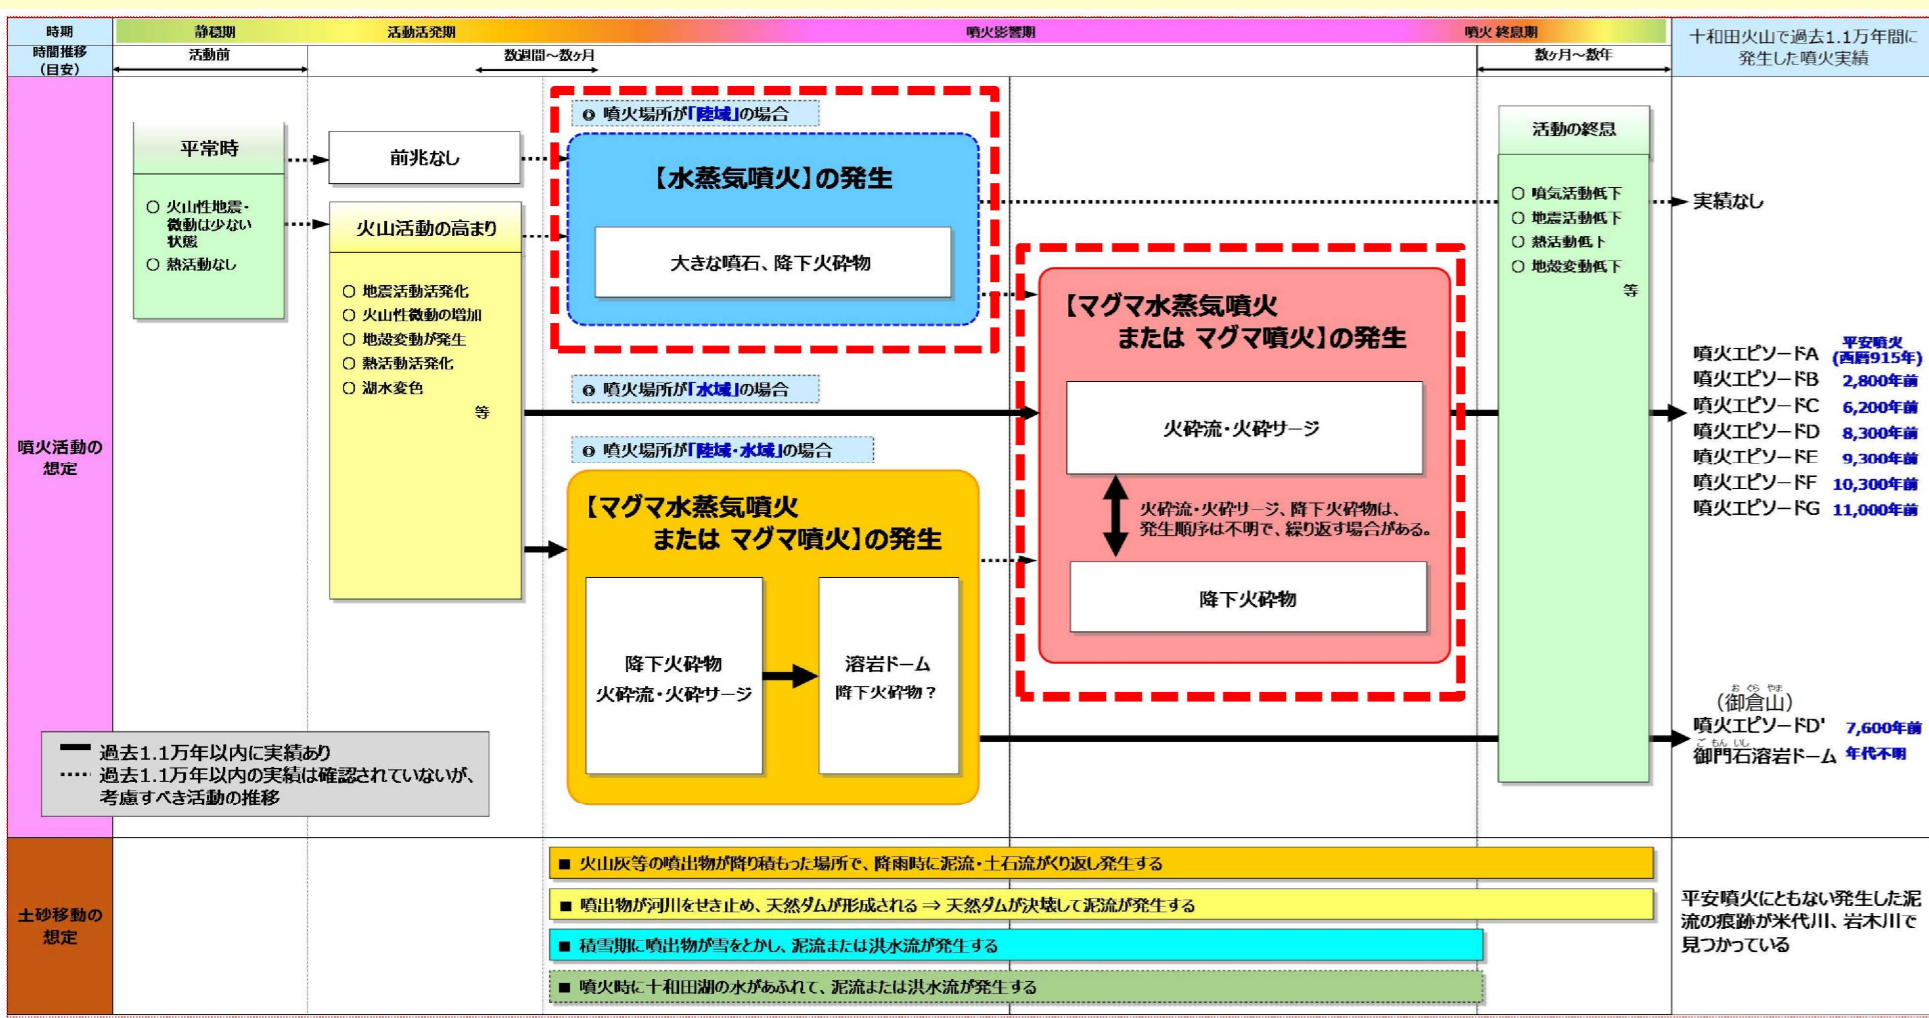 時期
静穏期
活動活発期
噴火影響期
噴火終息期
十和田火山で過去1.1万年間に
発生した噴火実績
時間推移
(目安)
活動前
数週間～数ヶ月
数ヶ月～数年
噴火活動の
想定
平常時
○ 火山性地震・
微動は少ない
状態
○ 熱活動なし
前兆なし
火山活動の高まり
○ 地震活動活発化
○ 火山性微動の増加
○ 地殻変動が発生
○ 熱活動活発化
○ 湖水変色
等
◎ 噴火場所が「陸域」の場合
【水蒸気噴火】の発生
大きな噴石、降下火砕物
◎ 噴火場所が「水域」の場合
◎ 噴火場所が「陸域・水域」の場合
【マグマ水蒸気噴火
または マグマ噴火】の発生
降下火砕物
火砕流・火砕サージ
溶岩ドーム
降下火砕物？
【マグマ水蒸気噴火
または マグマ噴火】の発生
火砕流・火砕サージ
火砕流・火砕サージ、降下火砕物は、
発生順序は不明で、繰り返す場合がある。
降下火砕物
活動の終息
○ 噴気活動低下
○ 地震活動低下
○ 熱活動低下
○ 地殻変動低下
等
実績なし
噴火エピソードA 平安噴火
(西暦915年)
噴火エピソードB 2,800年前
噴火エピソードC 6,200年前
噴火エピソードD 8,300年前
噴火エピソードE 9,300年前
噴火エピソードF 10,300年前
噴火エピソードG 11,000年前
おぐらやま
(御倉山)
噴火エピソードD' 7,600年前
ごもんいし
御門石溶岩ドーム 年代不明
過去1.1万年以内に実績あり
過去1.1万年以内の実績は確認されていないが、
考慮すべき活動の推移
土砂移動の
想定
■ 火山灰等の噴出物が降り積もった場所で、降雨時に泥流・土石流がくり返し発生する
■ 噴出物が河川をせき止め、天然ダムが形成される ⇒ 天然ダムが決壊して泥流が発生する
■ 積雪期に噴出物が雪をとかし、泥流または洪水流が発生する
■ 噴火時に十和田湖の水があふれて、泥流または洪水流が発生する
平安噴火にともない発生した泥
流の痕跡が米代川、岩木川で
見つかっている